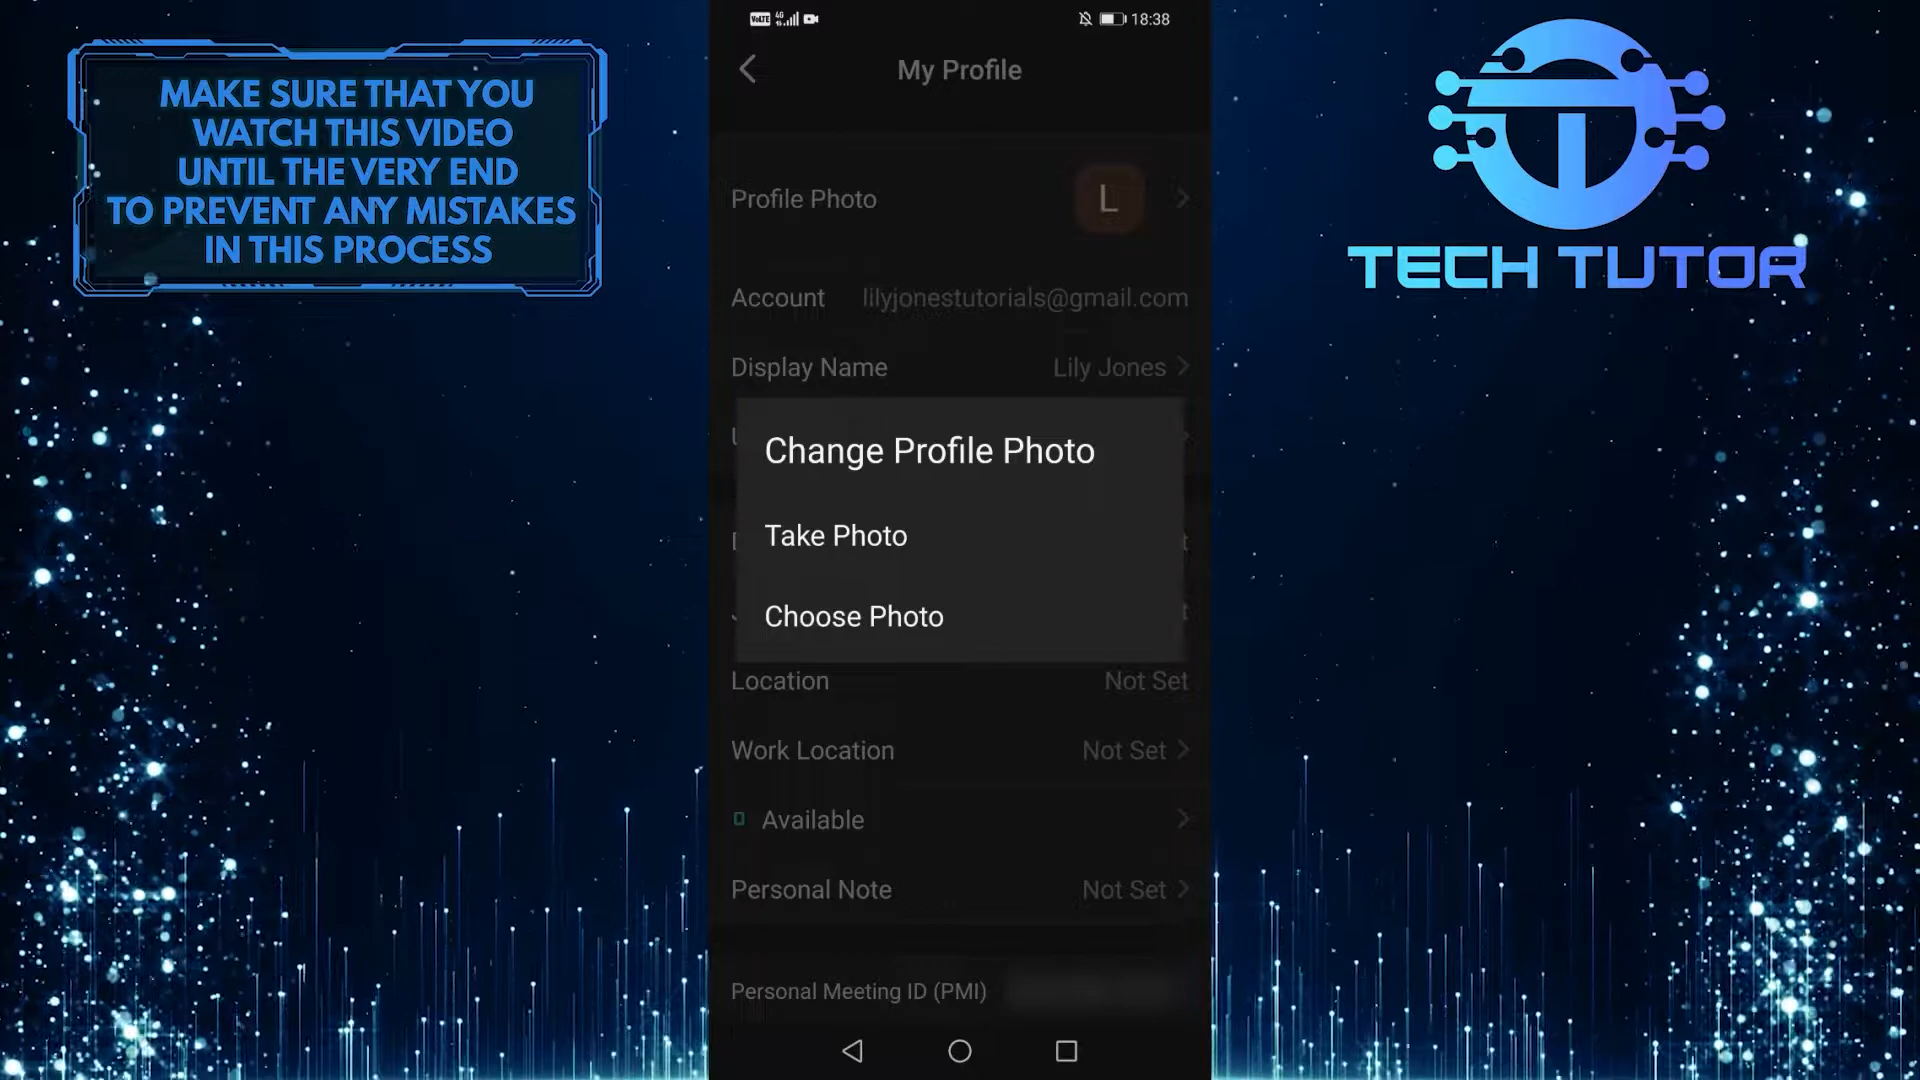 MAKE SURE THAT YOU
WATCH THIS VIDEO
UNTIL THE VERY END
TO PREVENT ANY MISTAKES
IN THIS PROCESS
VoLTE 4G 18:38
My Profile
Profile Photo L
Account lilyjonestutorials@gmail.com
Display Name Lily Jones
Change Profile Photo
Take Photo
Choose Photo
Location Not Set
Work Location Not Set
Available
Personal Note Not Set
Personal Meeting ID (PMI)
TECH TUTOR